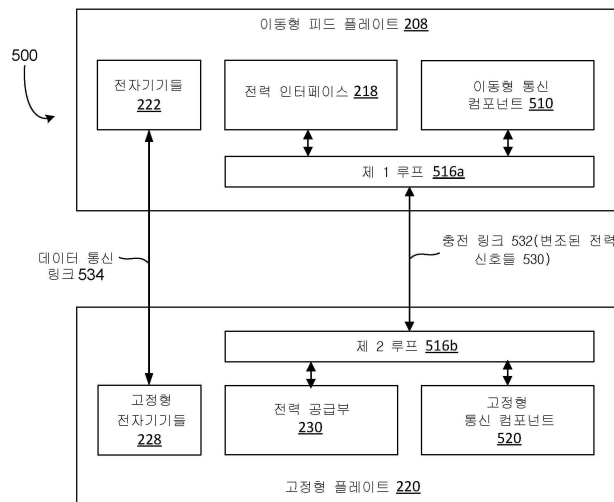 이동형 피드 플레이트 208
500
전자기기들
222
전력 인터페이스 218
이동형 통신
컴포넌트 510
제 1 루프 516a
데이터 통신
링크 534
충전 링크 532(변조된 전력
신호들 530)
제 2 루프 516b
고정형
전자기기들
228
전력 공급부
230
고정형
통신 컴포넌트
520
고정형 플레이트 220